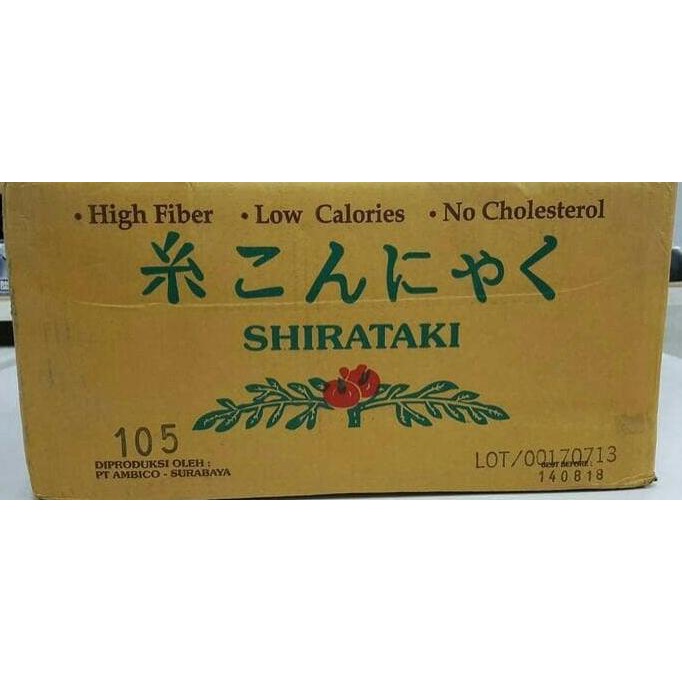 • High Fiber • Low Calories • No Cholesterol
糸こんにゃく
SHIRATAKI
105
DIPRODUKSI OLEH :
PT AMBICO - SURABAYA
LOT/00170713
BEST BEFORE :
140818